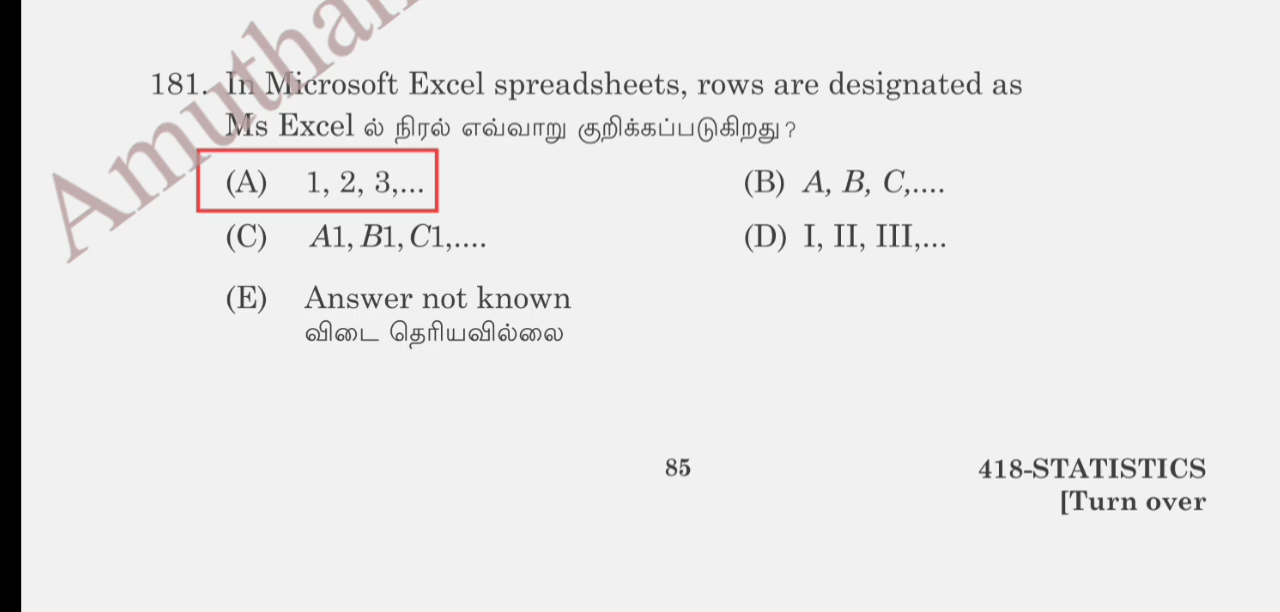 Amutha
181. In Microsoft Excel spreadsheets, rows are designated as
Ms Excel ல் நிரல் எவ்வாறு குறிக்கப்படுகிறது?
(A) 1, 2, 3,... (B) A, B, C,....
(C) A1, B1, C1,.... (D) I, II, III,...
(E) Answer not known
விடை தெரியவில்லை
85 418-STATISTICS
[Turn over